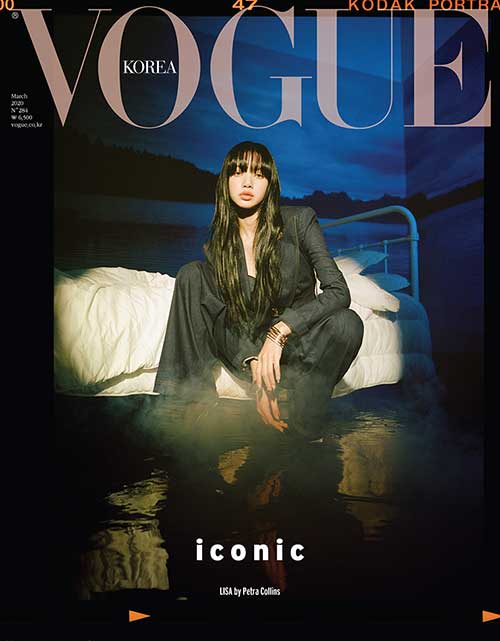 00 47 KODAK PORTRA
VOGUE
KOREA
®
March
2020
N°284
₩ 6,500
vogue.co.kr
iconic
LISA by Petra Collins